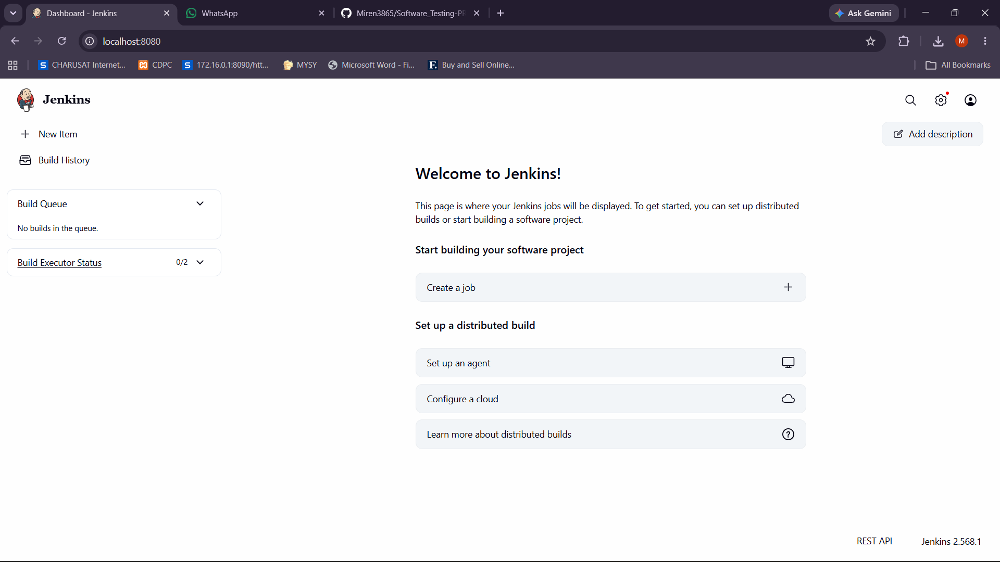 Dashboard - Jenkins
WhatsApp
Miren3865/Software_Testing-PR
Ask Gemini
localhost:8080
M
CHARUSAT Internet...
CDPC
172.16.0.1:8090/htt...
MYSY
Microsoft Word - Fi...
Buy and Sell Online...
All Bookmarks
Jenkins
New Item
Add description
Build History
Welcome to Jenkins!
This page is where your Jenkins jobs will be displayed. To get started, you can set up distributed
builds or start building a software project.
Build Queue
No builds in the queue.
Build Executor Status
0/2
Start building your software project
Create a job
Set up a distributed build
Set up an agent
Configure a cloud
Learn more about distributed builds
REST API
Jenkins 2.568.1